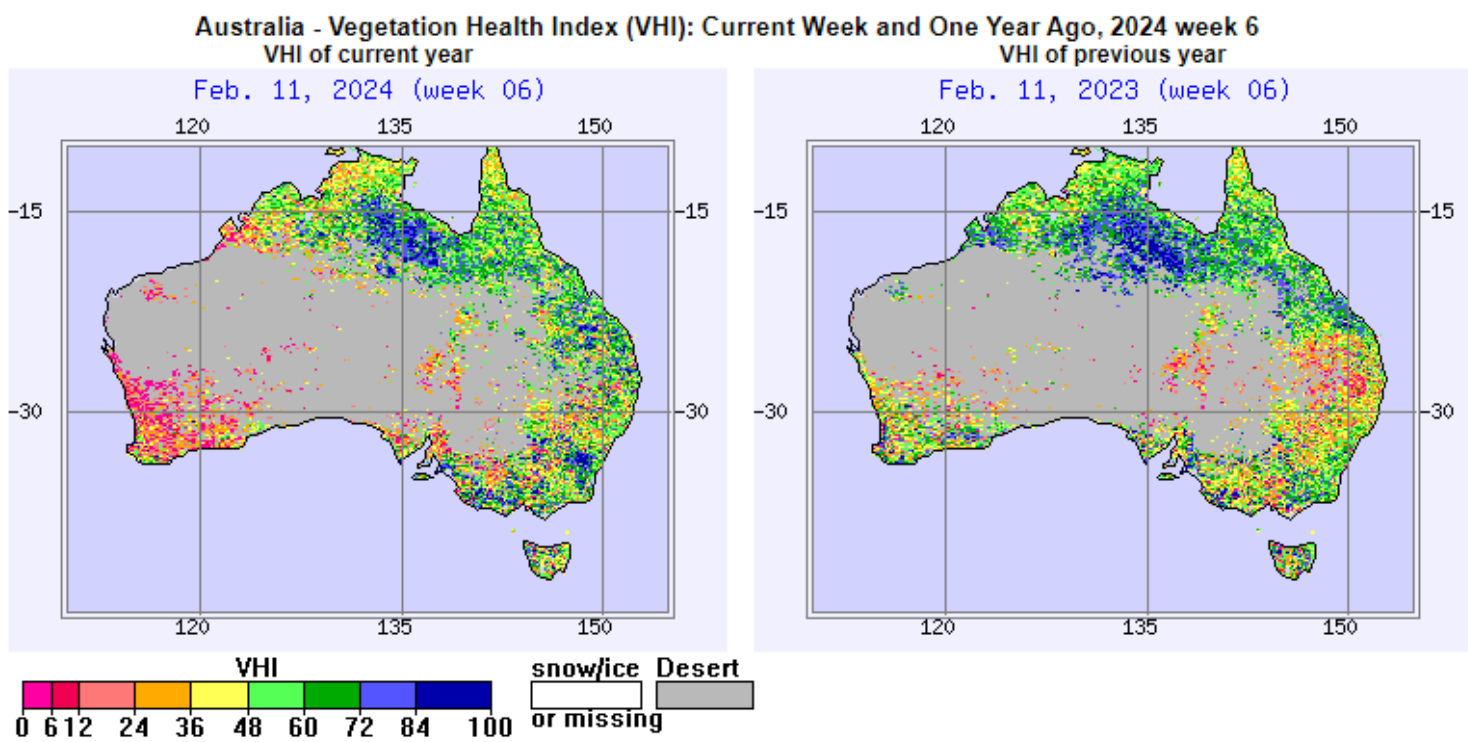 Australia - Vegetation Health Index (VHI): Current Week and One Year Ago, 2024 week 6
VHI of current year
VHI of previous year
Feb. 11, 2024 (week 06)
Feb. 11, 2023 (week 06)
120 135 150
120 135 150
-15 -15
-15 -15
-30 -30
-30 -30
120 135 150
120 135 150
VHI
snow/ice Desert
0 6 12 24 36 48 60 72 84 100
or missing